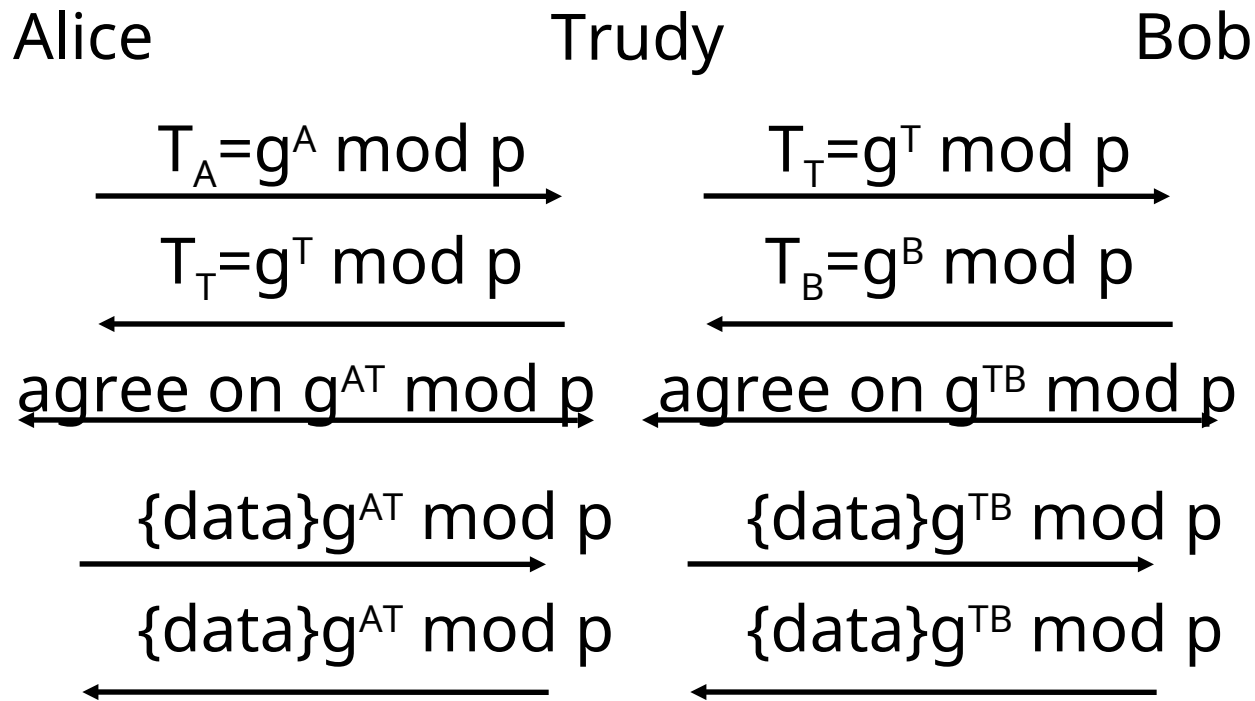 Alice Trudy Bob
T_A=g^A mod p T_T=g^T mod p
T_T=g^T mod p T_B=g^B mod p
agree on g^AT mod p agree on g^TB mod p
{data}g^AT mod p {data}g^TB mod p
{data}g^AT mod p {data}g^TB mod p